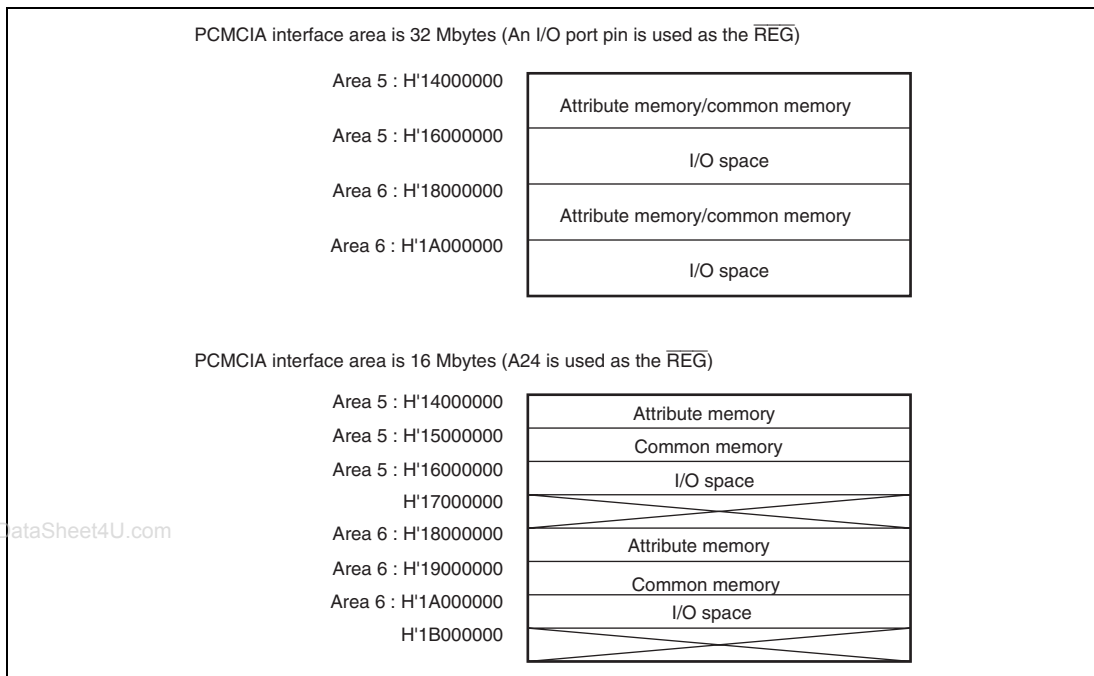 PCMCIA interface area is 32 Mbytes (An I/O port pin is used as the REG)
Area 5 : H'14000000
Attribute memory/common memory
Area 5 : H'16000000
I/O space
Area 6 : H'18000000
Attribute memory/common memory
Area 6 : H'1A000000
I/O space
PCMCIA interface area is 16 Mbytes (A24 is used as the REG)
Area 5 : H'14000000
Attribute memory
Area 5 : H'15000000
Common memory
Area 5 : H'16000000
I/O space
H'17000000
DataSheet4U.com
Area 6 : H'18000000
Attribute memory
Area 6 : H'19000000
Common memory
Area 6 : H'1A000000
I/O space
H'1B000000